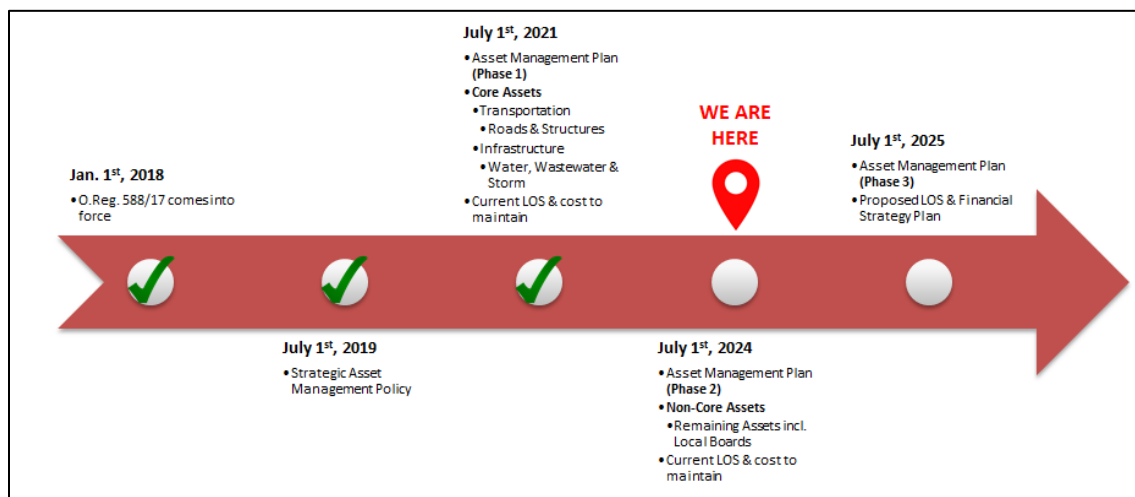 Jan. 1st, 2018
•O.Reg. 588/17 comes into
force
July 1st, 2019
•Strategic Asset
Management Policy
July 1st, 2021
•Asset Management Plan
(Phase 1)
•Core Assets
•Transportation
•Roads & Structures
•Infrastructure
•Water, Wastewater &
Storm
•Current LOS & cost to
maintain
WE ARE
HERE
July 1st, 2024
•Asset Management Plan
(Phase 2)
•Non-Core Assets
•Remaining Assets incl.
Local Boards
•Current LOS & cost to
maintain
July 1st, 2025
•Asset Management Plan
(Phase 3)
•Proposed LOS & Financial
Strategy Plan